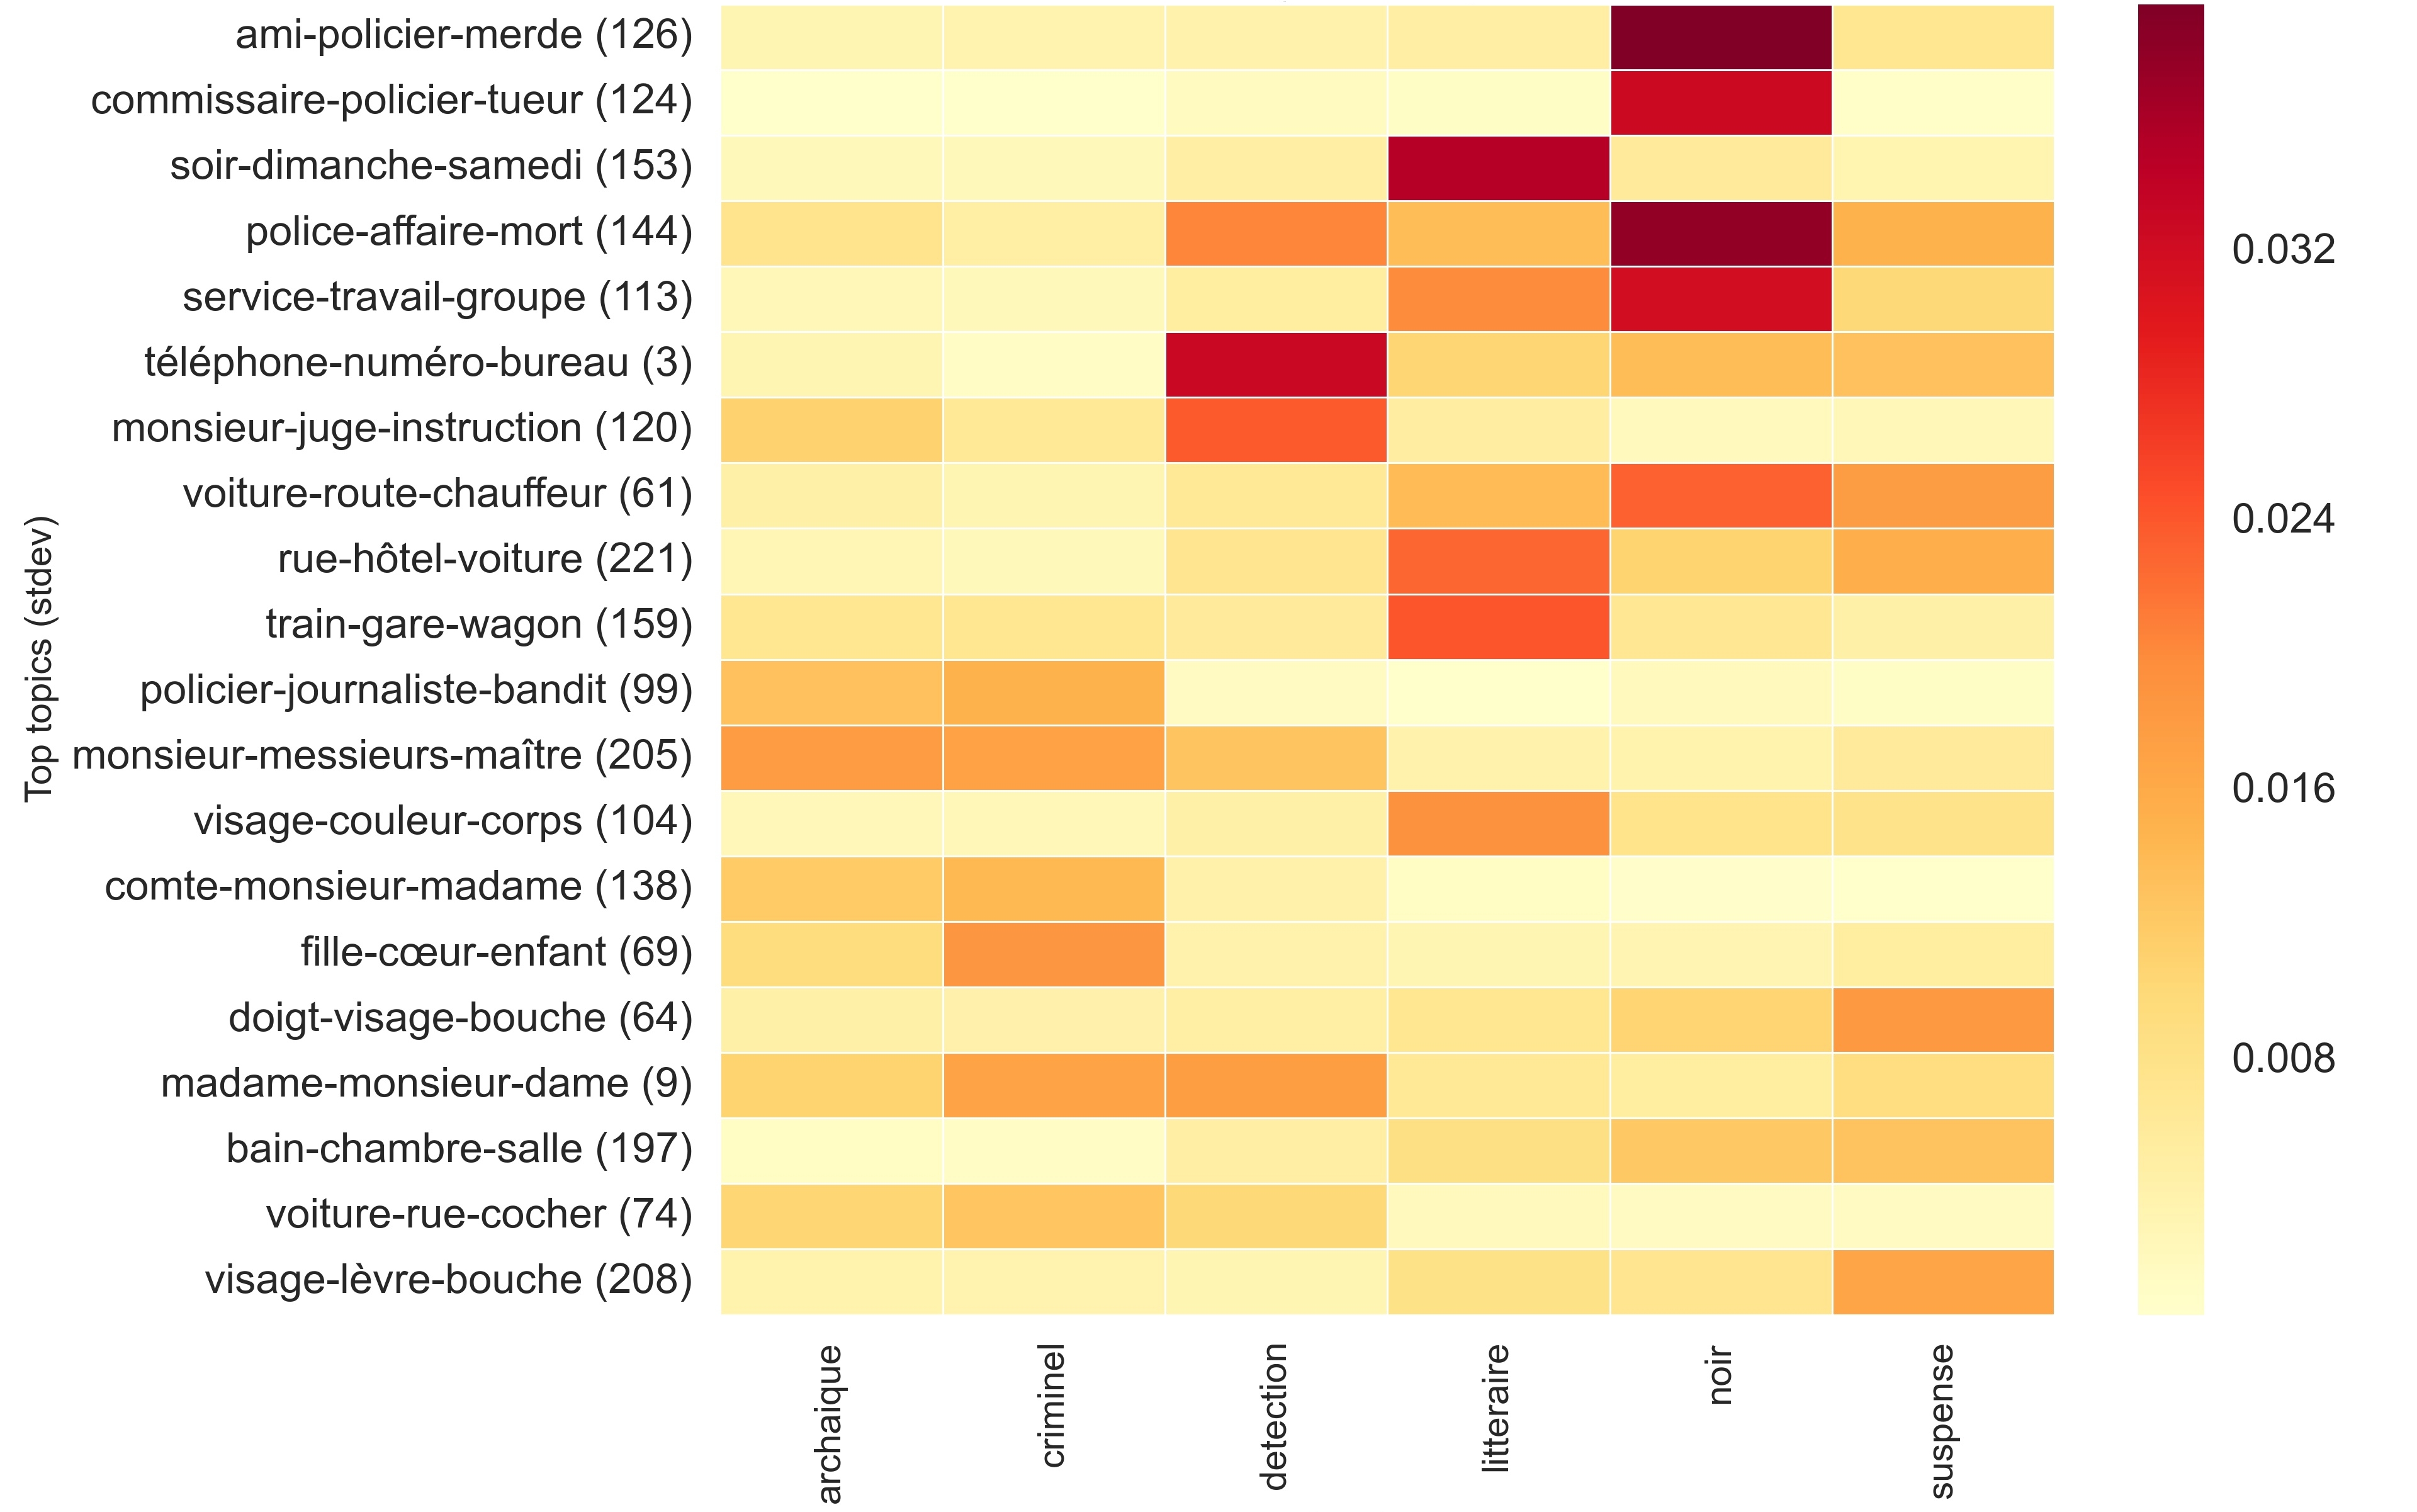 Top topics (stdev)
ami-policier-merde (126)
commissaire-policier-tueur (124)
soir-dimanche-samedi (153)
police-affaire-mort (144)
service-travail-groupe (113)
téléphone-numéro-bureau (3)
monsieur-juge-instruction (120)
voiture-route-chauffeur (61)
rue-hôtel-voiture (221)
train-gare-wagon (159)
policier-journaliste-bandit (99)
monsieur-messieurs-maître (205)
visage-couleur-corps (104)
comte-monsieur-madame (138)
fille-cœur-enfant (69)
doigt-visage-bouche (64)
madame-monsieur-dame (9)
bain-chambre-salle (197)
voiture-rue-cocher (74)
visage-lèvre-bouche (208)
archaique
criminel
detection
litteraire
noir
suspense
0.032
0.024
0.016
0.008